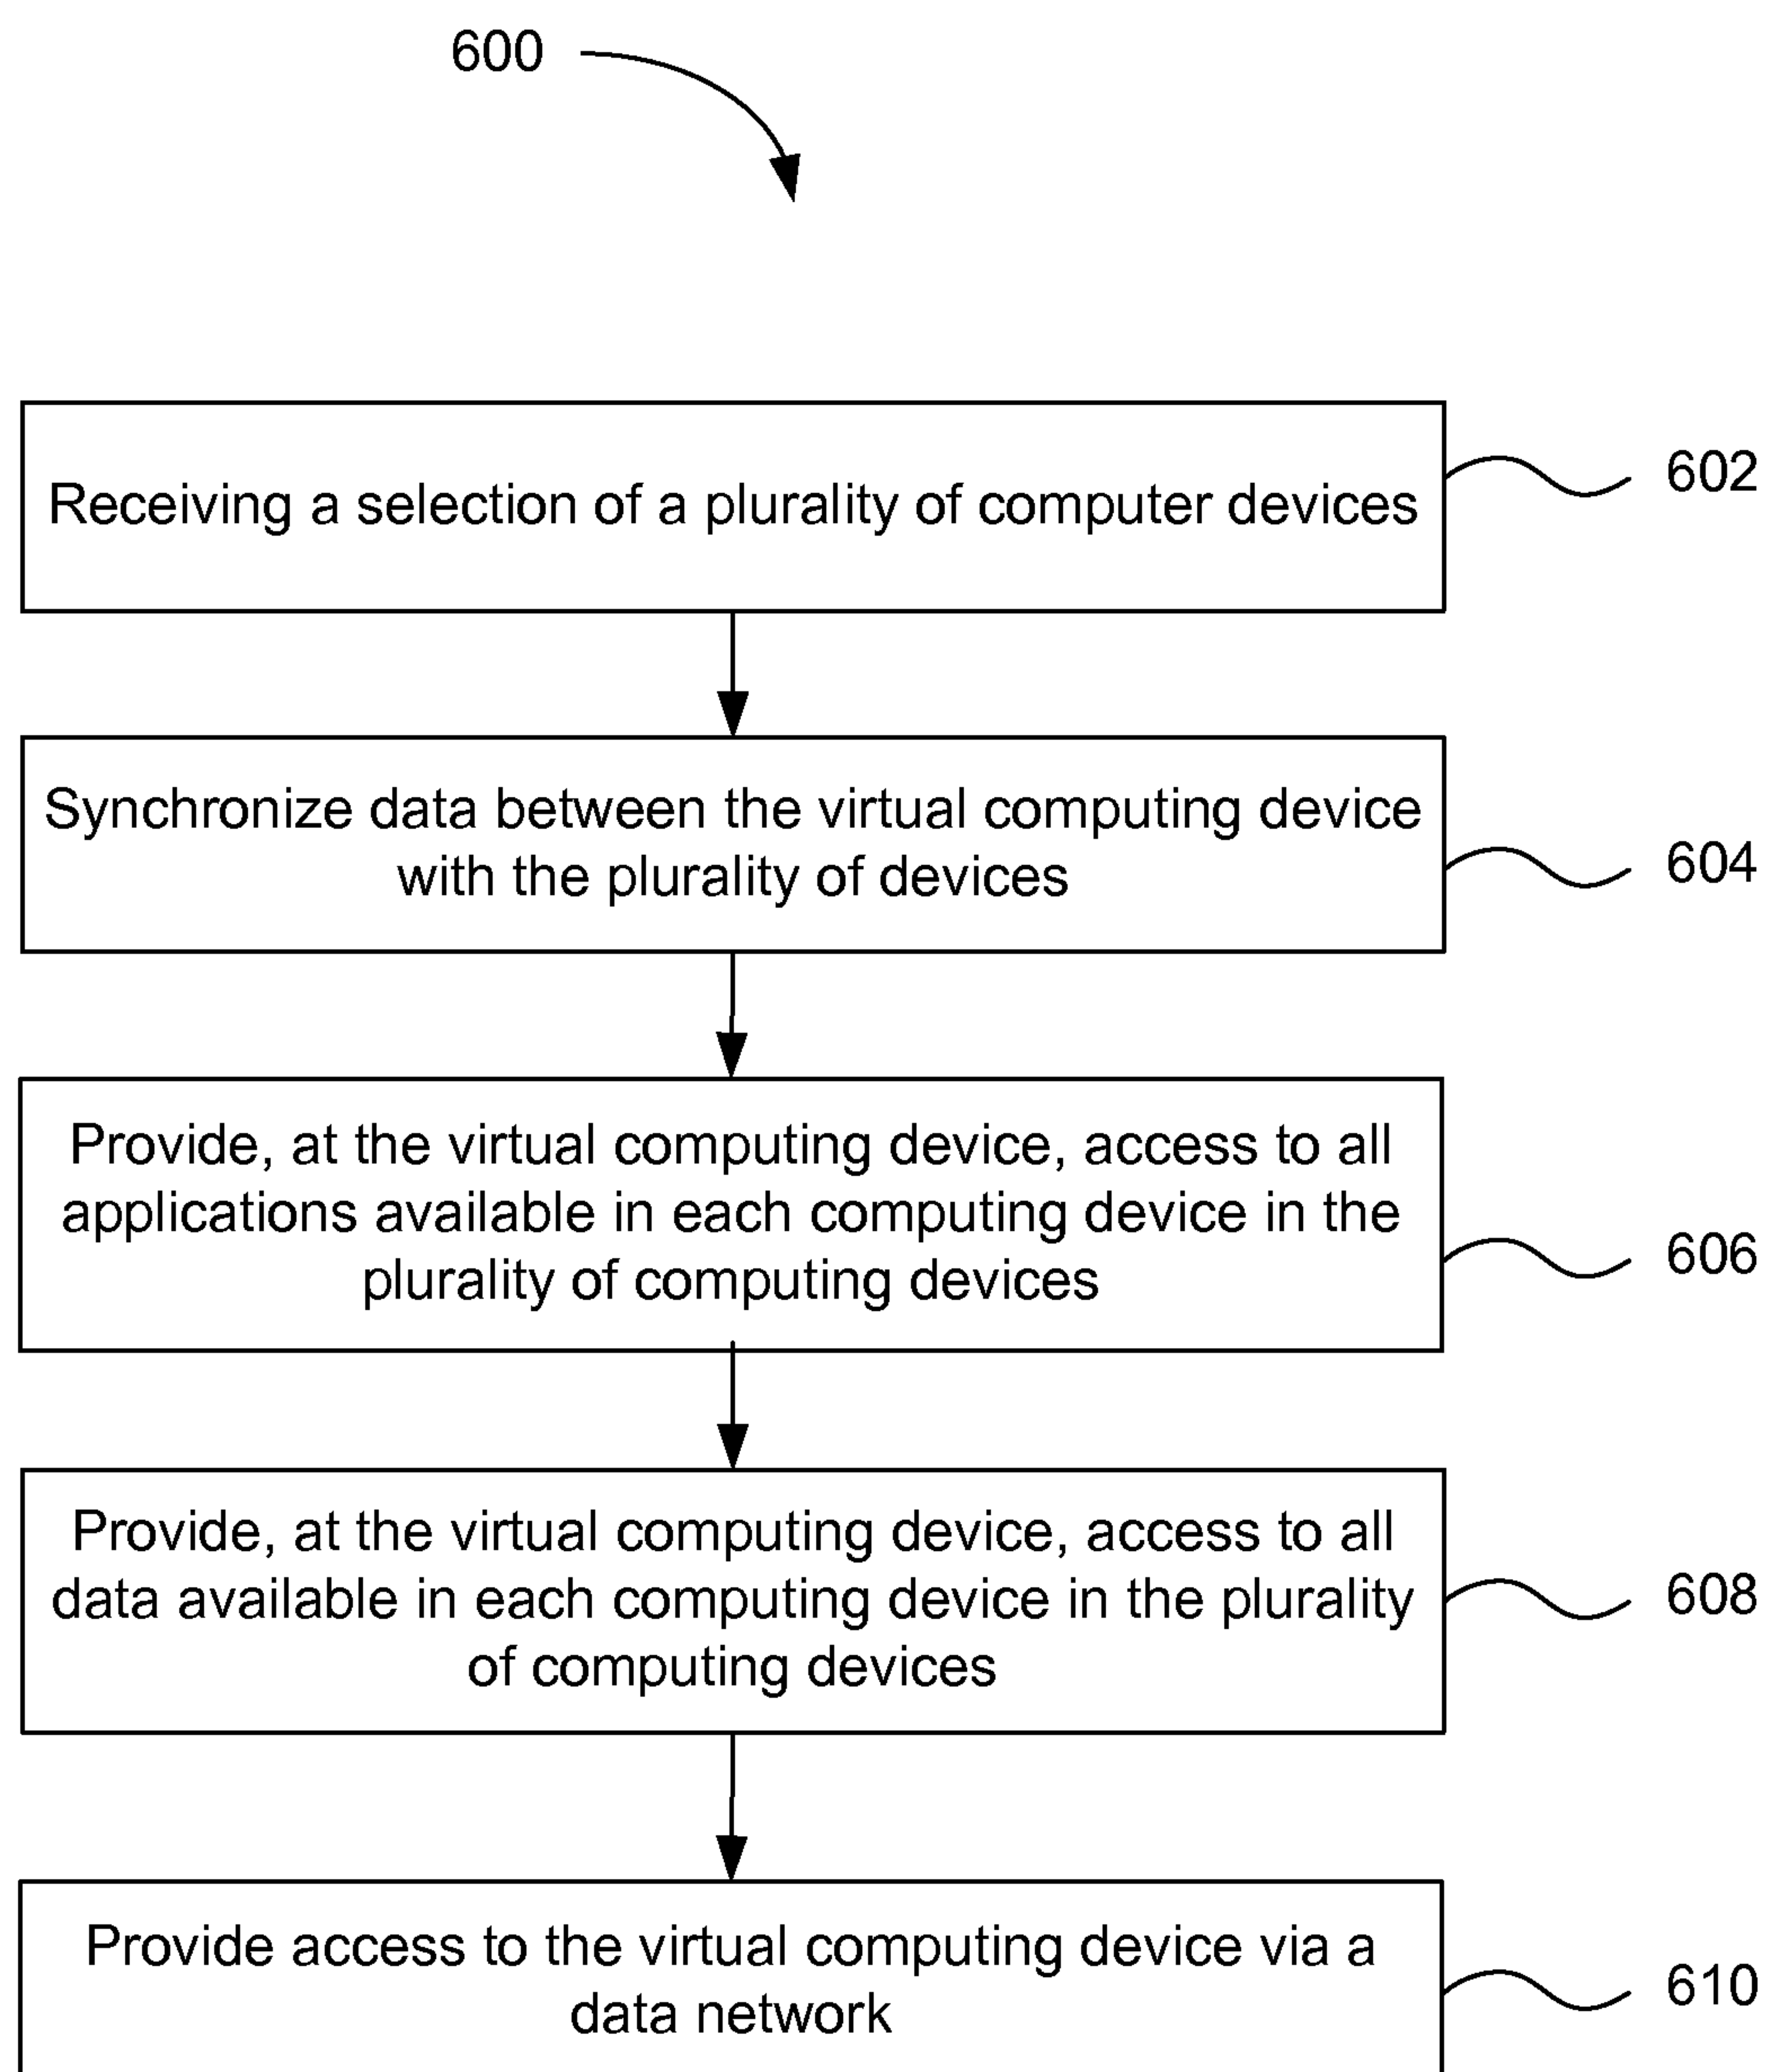 600
Receiving a selection of a plurality of computer devices
602
Synchronize data between the virtual computing device
with the plurality of devices
604
Provide, at the virtual computing device, access to all
applications available in each computing device in the
plurality of computing devices
606
Provide, at the virtual computing device, access to all
data available in each computing device in the plurality
of computing devices
608
Provide access to the virtual computing device via a
data network
610